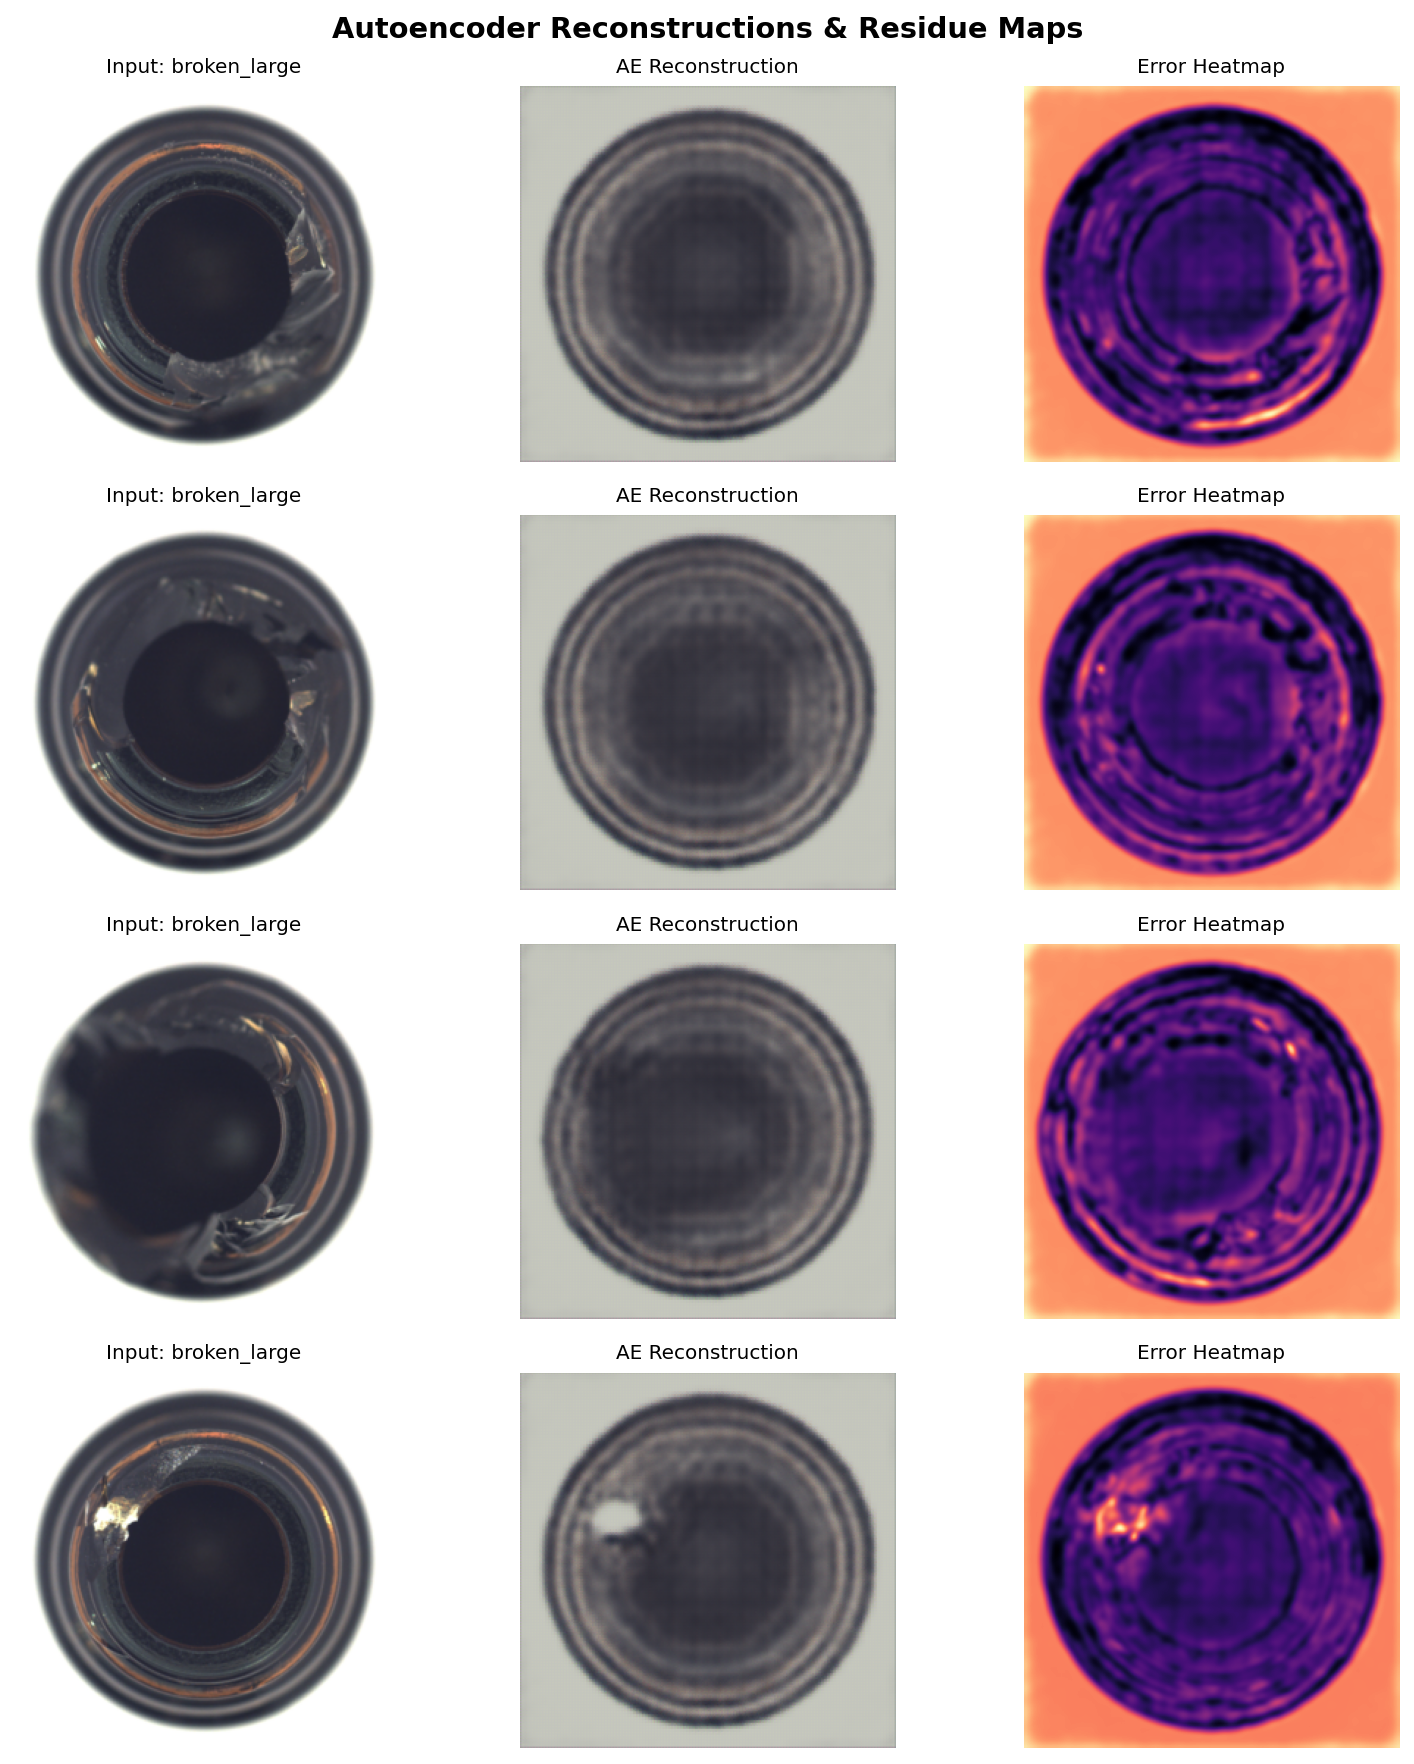 Autoencoder Reconstructions & Residue Maps
Input: broken_large
AE Reconstruction
Error Heatmap
Input: broken_large
AE Reconstruction
Error Heatmap
Input: broken_large
AE Reconstruction
Error Heatmap
Input: broken_large
AE Reconstruction
Error Heatmap